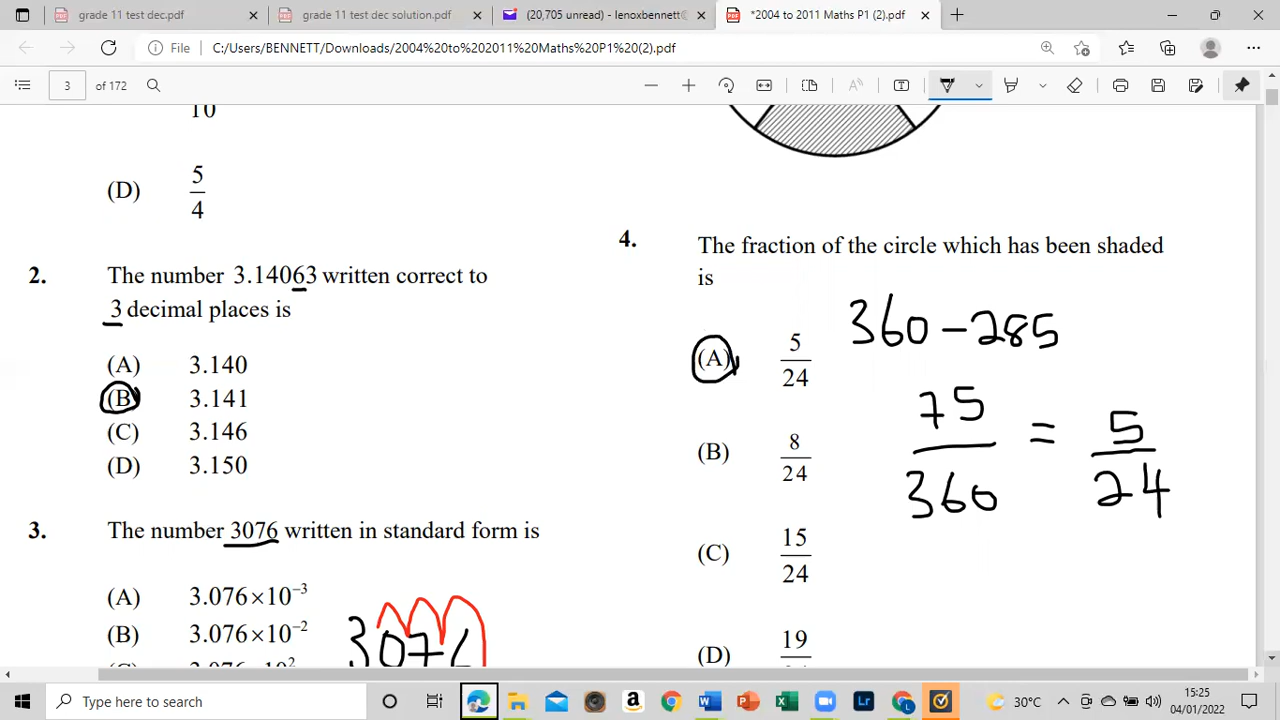 grade 11 test dec.pdf
grade 11 test dec solution.pdf
(20,705 unread) - lenoxbennett@
*2004 to 2011 Maths P1 (2).pdf
File
C:/Users/BENNETT/Downloads/2004%20to%202011%20Maths%20P1%20(2).pdf
3
of 172
10
(D) 5/4
2. The number 3.14063 written correct to
3 decimal places is
(A) 3.140
(B) 3.141
(C) 3.146
(D) 3.150
3. The number 3076 written in standard form is
(A) 3.076×10⁻³
(B) 3.076×10⁻²
3076
4. The fraction of the circle which has been shaded
is
360 - 285
(A) 5/24
75/360 = 5/24
(B) 8/24
(C) 15/24
(D) 19
Type here to search
30°C
15:25
04/01/2022